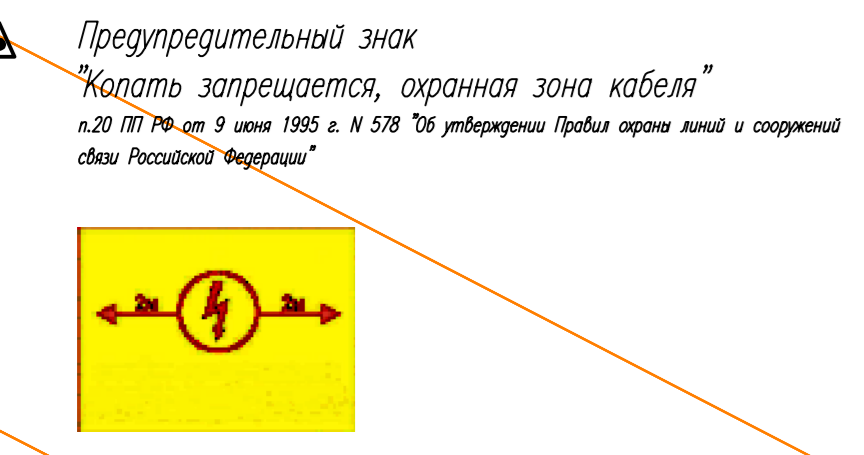 Предупредительный знак
"Копать запрещается, охранная зона кабеля"
п.20 ПП РФ от 9 июня 1995 г. N 578 "Об утверждении Правил охраны линий и сооружений
связи Российской Федерации"
2м 2м